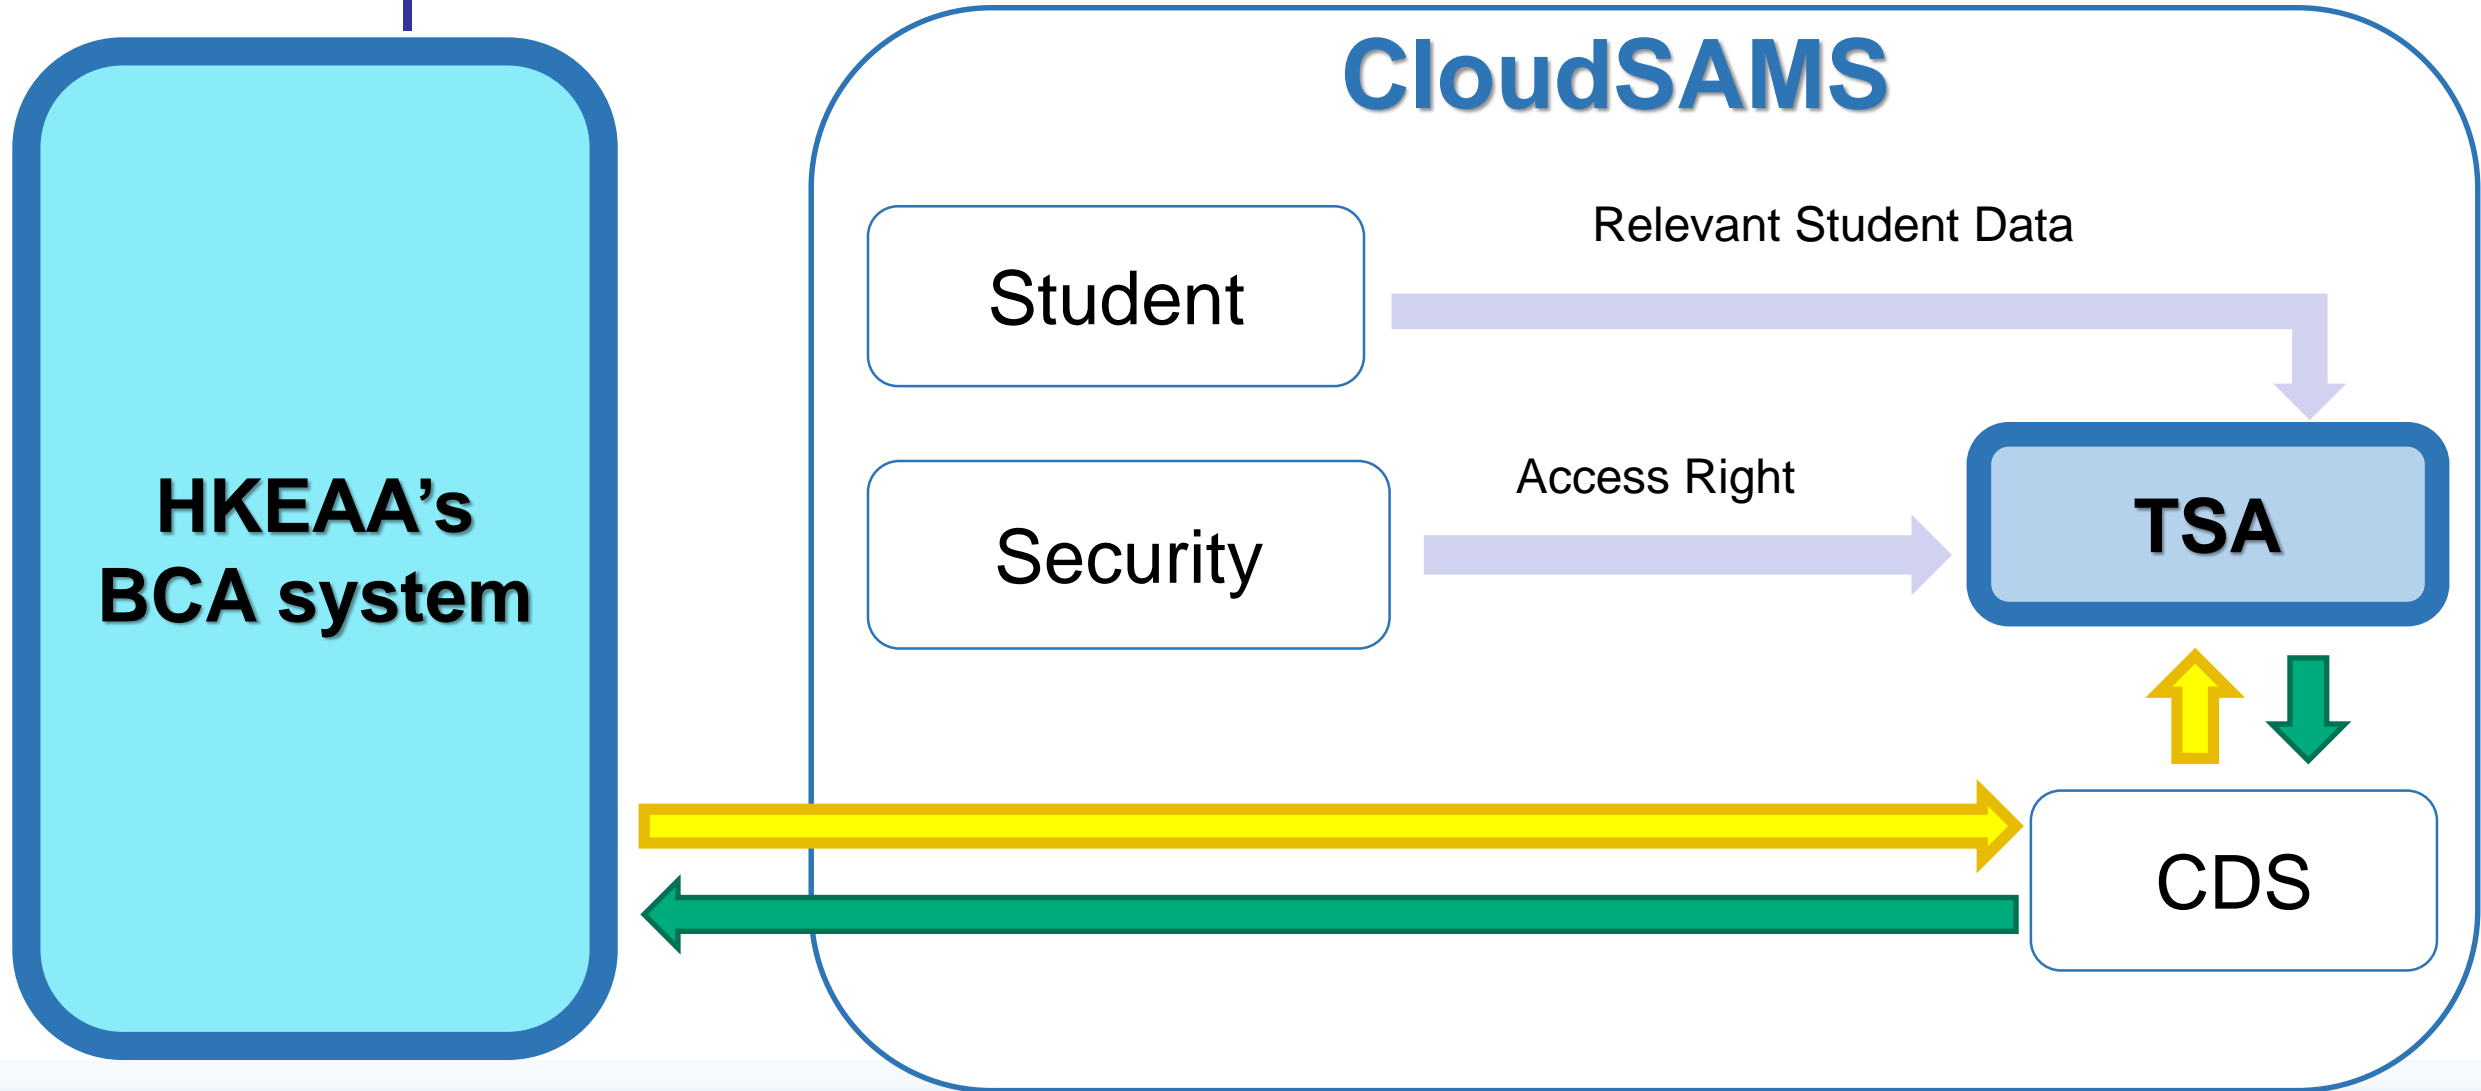 CloudSAMS
HKEAA’s
BCA system
Student
Relevant Student Data
Security
Access Right
TSA
CDS